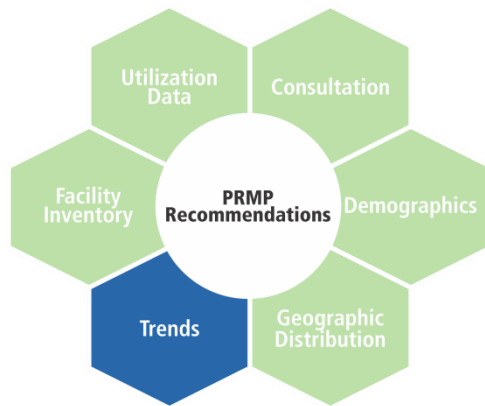 Utilization
Data
Consultation
Facility
Inventory
PRMP
Recommendations
Demographics
Trends
Geographic
Distribution